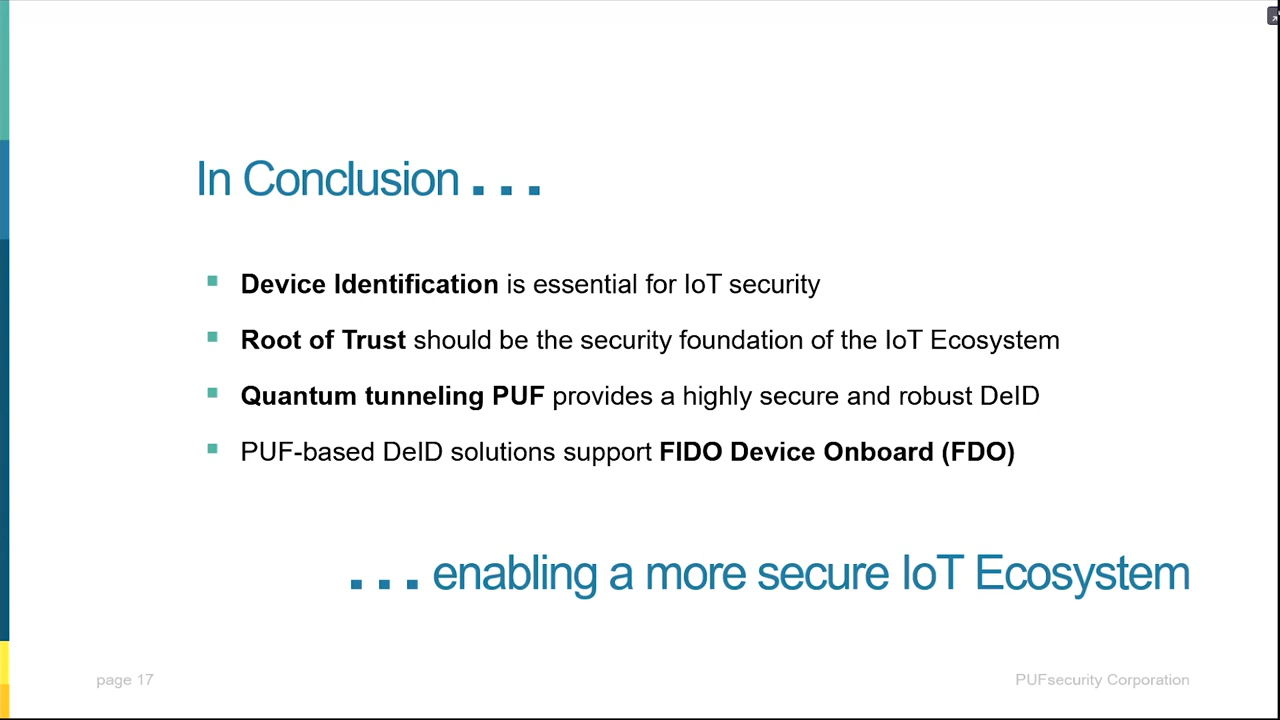 In Conclusion ...
Device Identification is essential for IoT security
Root of Trust should be the security foundation of the IoT Ecosystem
Quantum tunneling PUF provides a highly secure and robust DeID
PUF-based DeID solutions support FIDO Device Onboard (FDO)
... enabling a more secure IoT Ecosystem
page 17
PUFsecurity Corporation